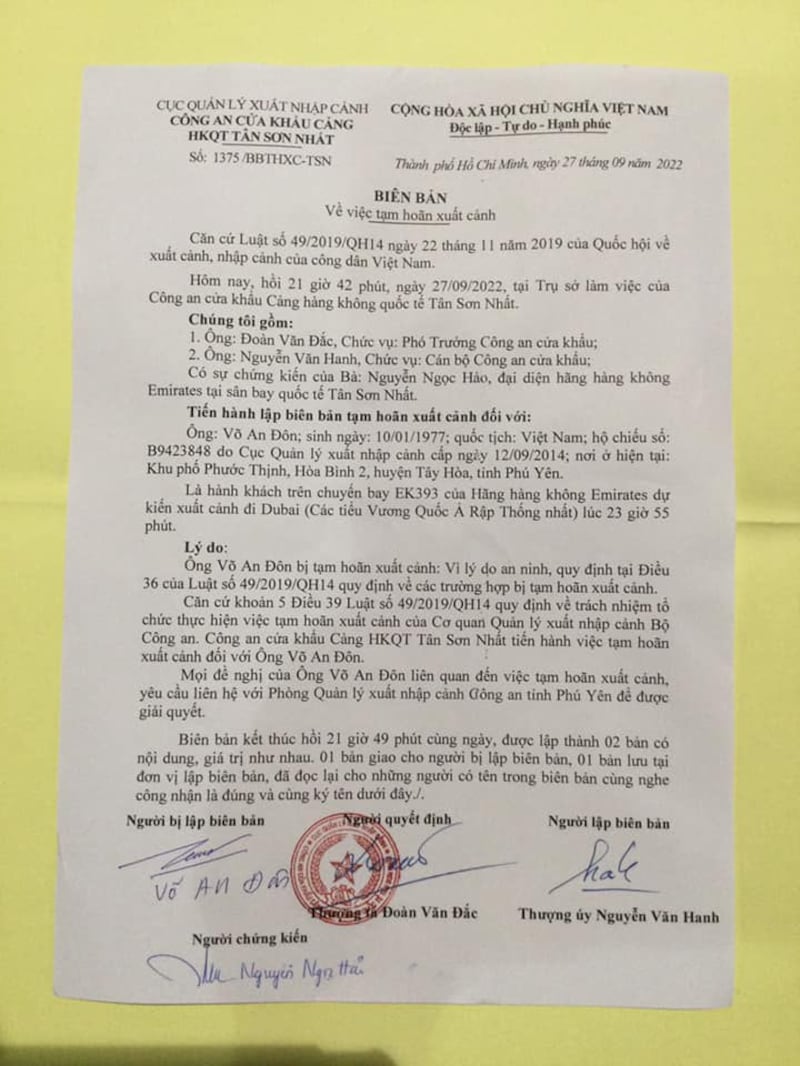 CỤC QUẢN LÝ XUẤT NHẬP CẢNH
CÔNG AN CỬA KHẨU CẢNG
HKQT TÂN SƠN NHẤT
Số: 1375 /BBTHXC-TSN
CỘNG HÒA XÃ HỘI CHỦ NGHĨA VIỆT NAM
Độc lập - Tự do - Hạnh phúc
Thành phố Hồ Chí Minh, ngày 27 tháng 09 năm 2022
BIÊN BẢN
Về việc tạm hoãn xuất cảnh
Căn cứ Luật số 49/2019/QH14 ngày 22 tháng 11 năm 2019 của Quốc hội về
xuất cảnh, nhập cảnh của công dân Việt Nam.
Hôm nay, hồi 21 giờ 42 phút, ngày 27/09/2022, tại Trụ sở làm việc của
Công an cửa khẩu Cảng hàng không quốc tế Tân Sơn Nhất.
Chúng tôi gồm:
1. Ông: Đoàn Văn Đắc, Chức vụ: Phó Trưởng Công an cửa khẩu;
2. Ông: Nguyễn Văn Hanh, Chức vụ: Cán bộ Công an cửa khẩu;
Có sự chứng kiến của Bà: Nguyễn Ngọc Hảo, đại diện hãng hàng không
Emirates tại sân bay quốc tế Tân Sơn Nhất.
Tiến hành lập biên bản tạm hoãn xuất cảnh đối với:
Ông: Võ An Đôn; sinh ngày: 10/01/1977; quốc tịch: Việt Nam; hộ chiếu số:
B9423848 do Cục Quản lý xuất nhập cảnh cấp ngày 12/09/2014; nơi ở hiện tại:
Khu phố Phước Thịnh, Hòa Bình 2, huyện Tây Hòa, tỉnh Phú Yên.
Là hành khách trên chuyến bay EK393 của Hãng hàng không Emirates dự
kiến xuất cảnh đi Dubai (Các tiểu Vương Quốc Ả Rập Thống nhất) lúc 23 giờ 55
phút.
Lý do:
Ông Võ An Đôn bị tạm hoãn xuất cảnh: Vì lý do an ninh, quy định tại Điều
36 của Luật số 49/2019/QH14 quy định về các trường hợp bị tạm hoãn xuất cảnh.
Căn cứ khoản 5 Điều 39 Luật số 49/2019/QH14 quy định về trách nhiệm tổ
chức thực hiện việc tạm hoãn xuất cảnh của Cơ quan Quản lý xuất nhập cảnh Bộ
Công an. Công an cửa khẩu Cảng HKQT Tân Sơn Nhất tiến hành việc tạm hoãn
xuất cảnh đối với Ông Võ An Đôn.
Mọi đề nghị của Ông Võ An Đôn liên quan đến việc tạm hoãn xuất cảnh,
yêu cầu liên hệ với Phòng Quản lý xuất nhập cảnh Công an tỉnh Phú Yên để được
giải quyết.
Biên bản kết thúc hồi 21 giờ 49 phút cùng ngày, được lập thành 02 bản có
nội dung, giá trị như nhau. 01 bản giao cho người bị lập biên bản, 01 bản lưu tại
đơn vị lập biên bản, đã đọc lại cho những người có tên trong biên bản cùng nghe
công nhận là đúng và cùng ký tên dưới đây./.
Người bị lập biên bản
Người quyết định
Người lập biên bản
VÕ AN Đôn
Thượng tá Đoàn Văn Đắc
Thượng úy Nguyễn Văn Hanh
Người chứng kiến
Nguyễn Ngọc Hảo